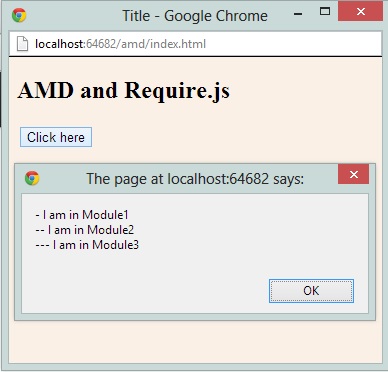 Title - Google Chrome
localhost:64682/amd/index.html
AMD and Require.js
Click here
The page at localhost:64682 says:
- I am in Module1
-- I am in Module2
--- I am in Module3
OK